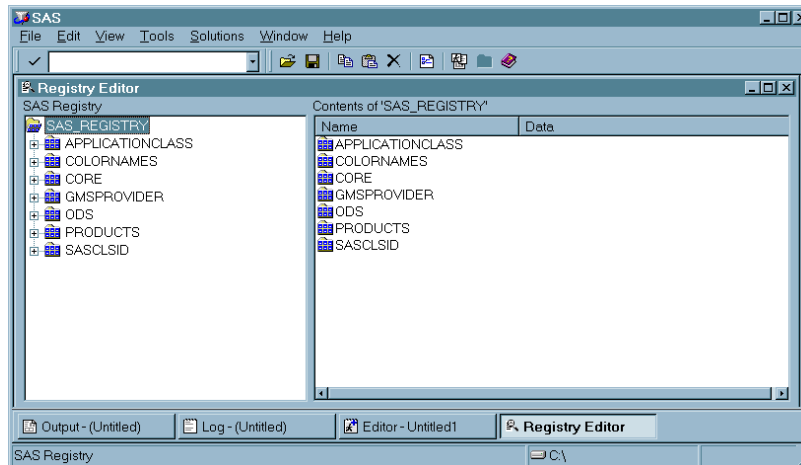 SAS
File Edit View Tools Solutions Window Help
Registry Editor
SAS Registry
SAS_REGISTRY
APPLICATIONCLASS
COLORNAMES
CORE
GMSPROVIDER
ODS
PRODUCTS
SASCLSID
Contents of 'SAS_REGISTRY'
Name Data
APPLICATIONCLASS
COLORNAMES
CORE
GMSPROVIDER
ODS
PRODUCTS
SASCLSID
Output - (Untitled) Log - (Untitled) Editor - Untitled1 Registry Editor
SAS Registry C:\